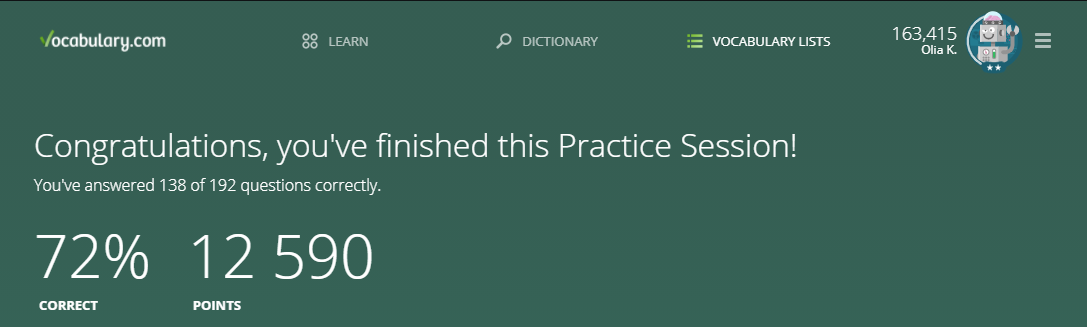 Vocabulary.com
LEARN
DICTIONARY
VOCABULARY LISTS
163,415
Olia K.
Congratulations, you've finished this Practice Session!
You've answered 138 of 192 questions correctly.
72% 12 590
CORRECT POINTS